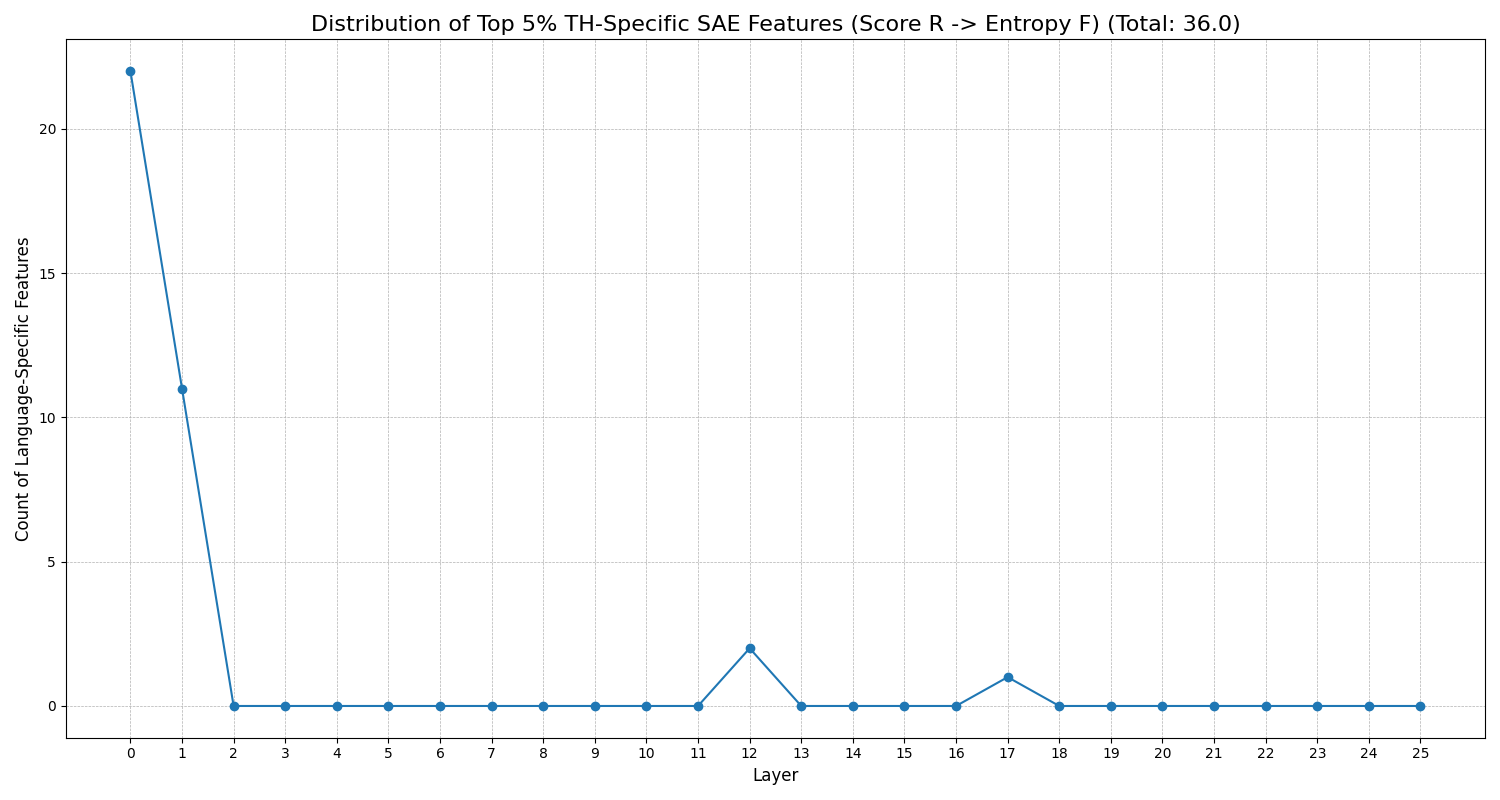 Distribution of Top 5% TH-Specific SAE Features (Score R -> Entropy F) (Total: 36.0)
Count of Language-Specific Features
20
15
10
5
0
0 1 2 3 4 5 6 7 8 9 10 11 12 13 14 15 16 17 18 19 20 21 22 23 24 25
Layer